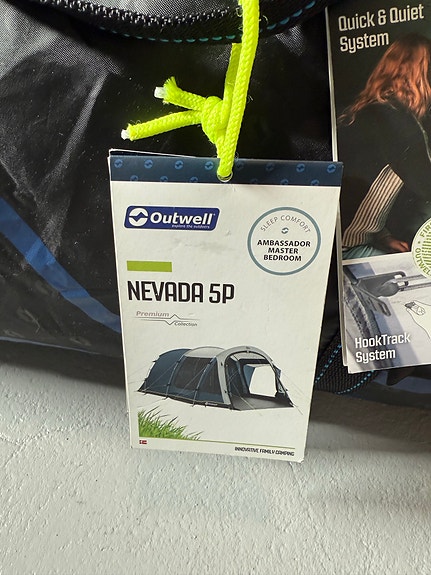 Quick & Quiet
System
Outwell
explore the outdoors
SLEEP COMFORT
AMBASSADOR
MASTER
BEDROOM
NEVADA 5P
Premium
Collection
HookTrack
System
INNOVATIVE FAMILY CAMPING